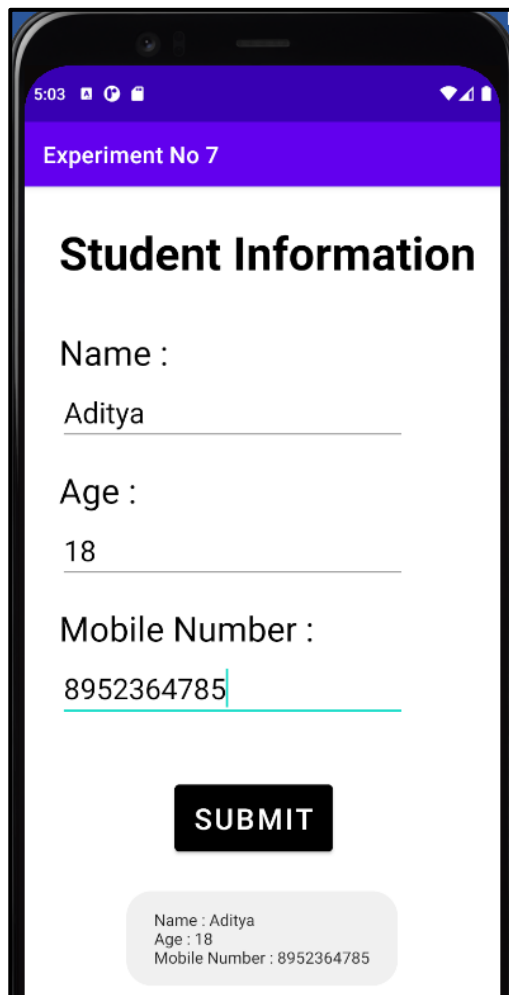 5:03
Experiment No 7
Student Information
Name :
Aditya
Age :
18
Mobile Number :
8952364785
SUBMIT
Name : Aditya
Age : 18
Mobile Number : 8952364785